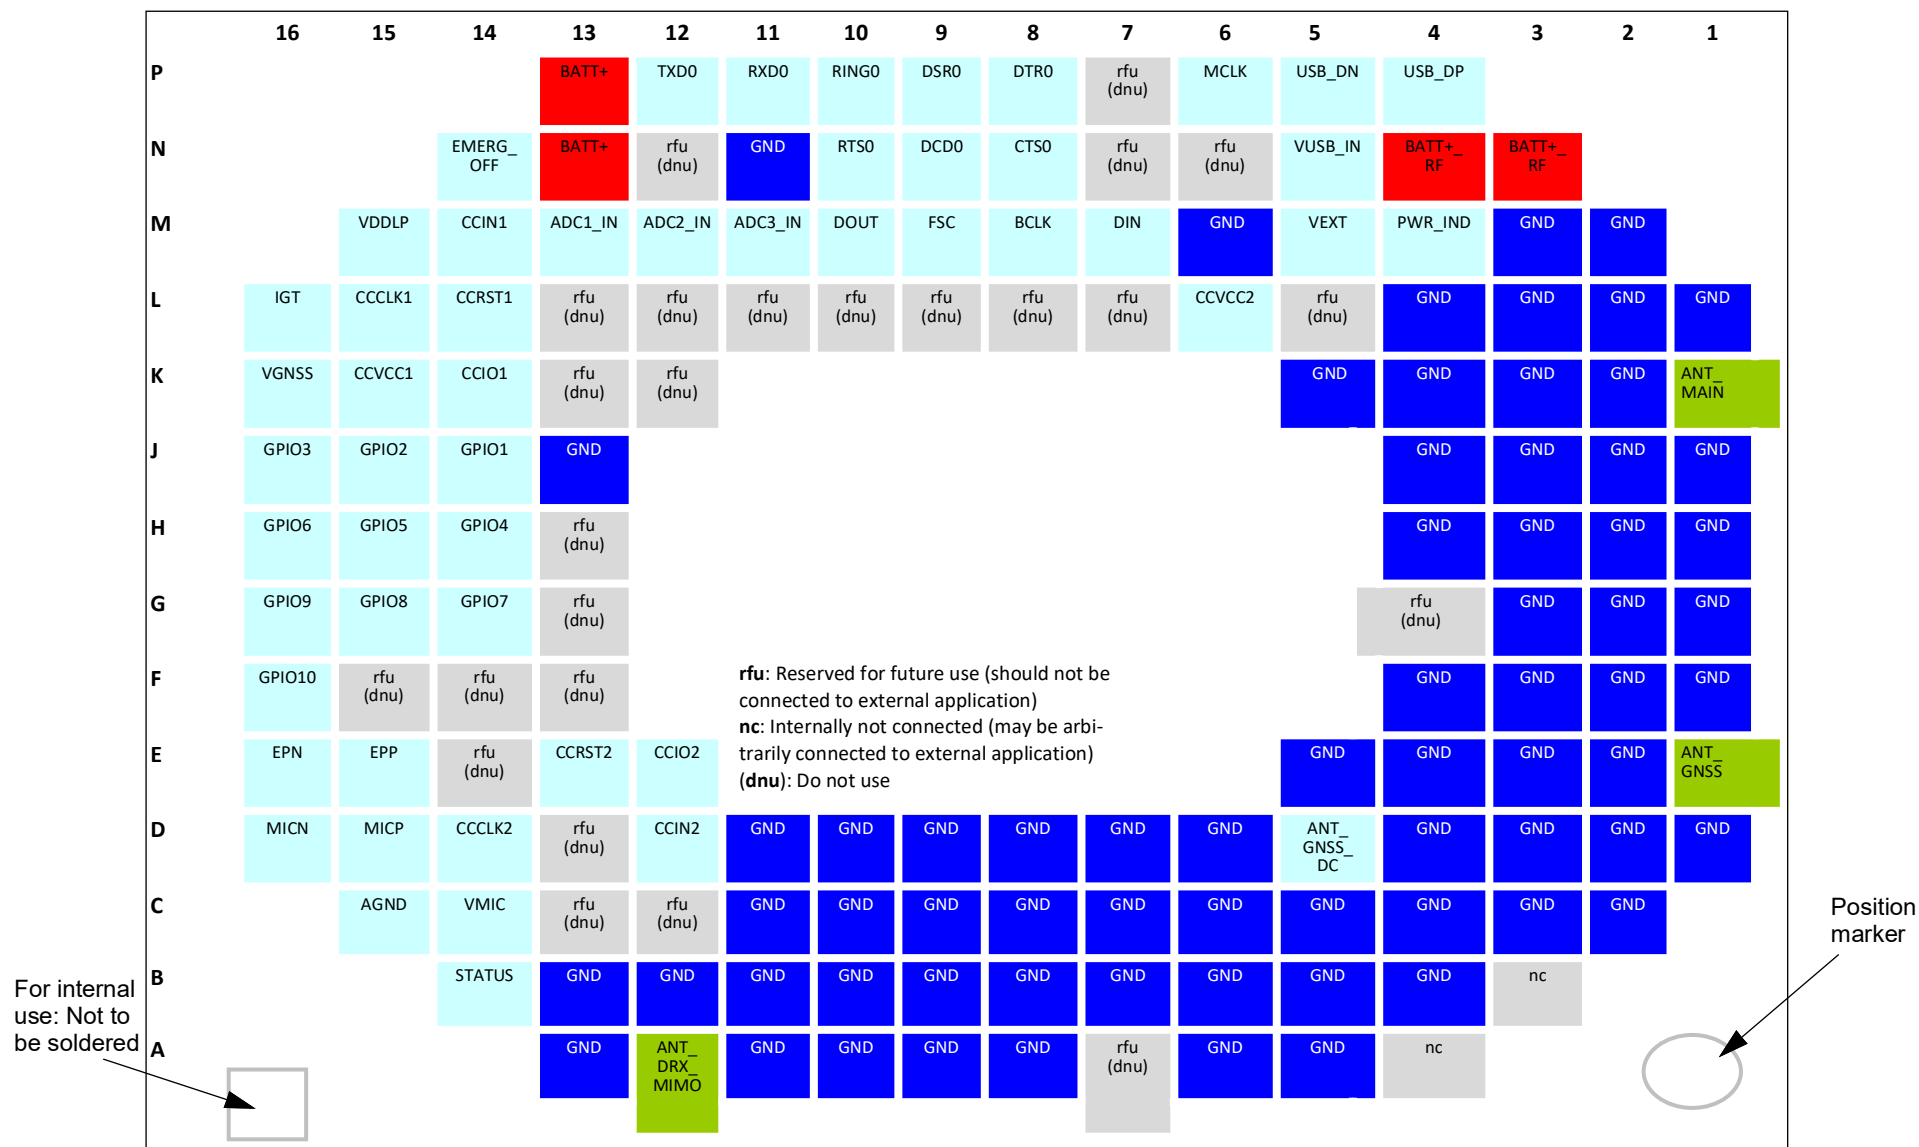 16 15 14 13 12 11 10 9 8 7 6 5 4 3 2 1
P BATT+ TXD0 RXD0 RING0 DSR0 DTR0 rfu (dnu) MCLK USB_DN USB_DP
N EMERG_ OFF BATT+ rfu (dnu) GND RTS0 DCD0 CTS0 rfu (dnu) rfu (dnu) VUSB_IN BATT+_ RF BATT+_ RF
M VDDLP CCIN1 ADC1_IN ADC2_IN ADC3_IN DOUT FSC BCLK DIN GND VEXT PWR_IND GND GND
L IGT CCCLK1 CCRST1 rfu (dnu) rfu (dnu) rfu (dnu) rfu (dnu) rfu (dnu) rfu (dnu) rfu (dnu) CCVCC2 rfu (dnu) GND GND GND GND
K VGNSS CCVCC1 CCIO1 rfu (dnu) rfu (dnu) GND GND GND GND ANT_ MAIN
J GPIO3 GPIO2 GPIO1 GND GND GND GND GND
H GPIO6 GPIO5 GPIO4 rfu (dnu) GND GND GND GND
G GPIO9 GPIO8 GPIO7 rfu (dnu) rfu (dnu) GND GND GND
F GPIO10 rfu (dnu) rfu (dnu) rfu (dnu) GND GND GND GND
rfu: Reserved for future use (should not be
connected to external application)
nc: Internally not connected (may be arbi-
trarily connected to external application)
(dnu): Do not use
E EPN EPP rfu (dnu) CCRST2 CCIO2 GND GND GND GND ANT_ GNSS
D MICN MICP CCCLK2 rfu (dnu) CCIN2 GND GND GND GND GND GND ANT_ GNSS_ DC GND GND GND GND
C AGND VMIC rfu (dnu) rfu (dnu) GND GND GND GND GND GND GND GND GND GND
B STATUS GND GND GND GND GND GND GND GND GND GND nc
A GND ANT_ DRX_ MIMO GND GND GND GND rfu (dnu) GND GND nc
For internal
use: Not to
be soldered
Position
marker